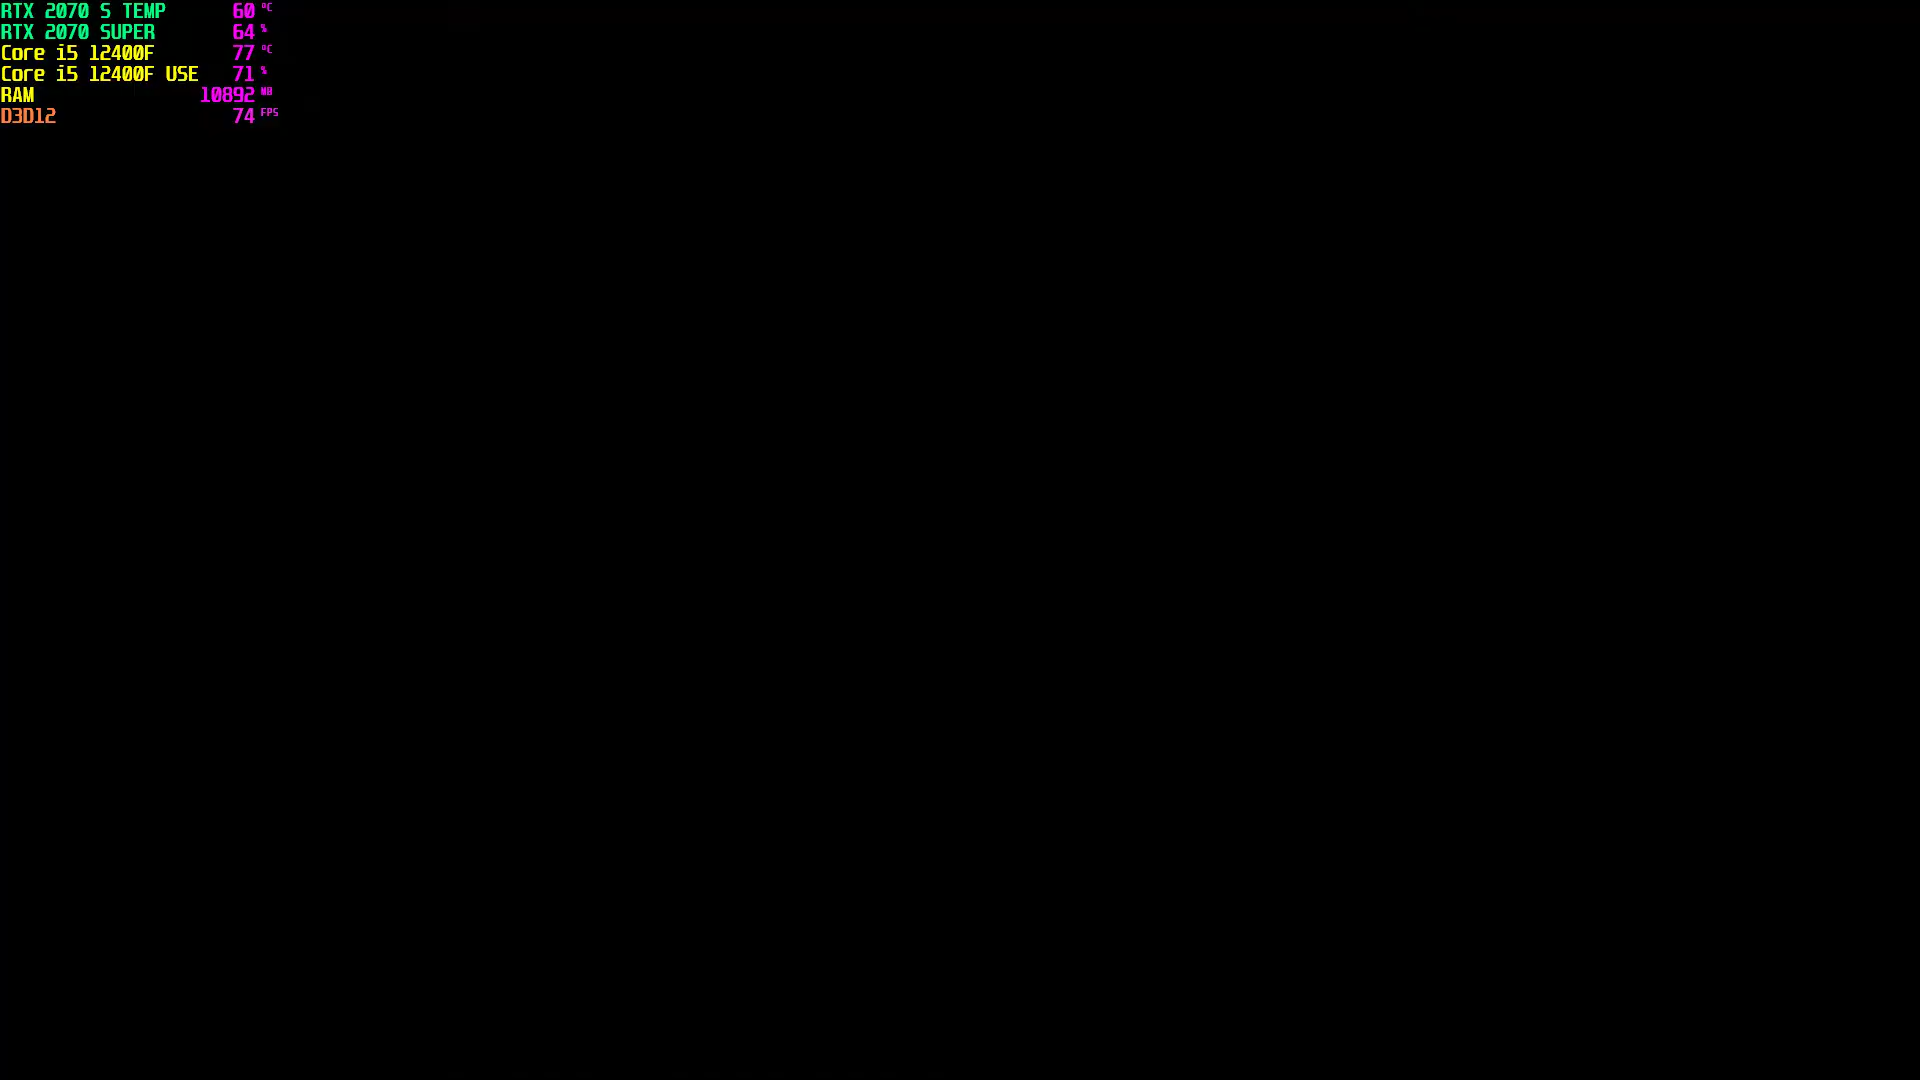 RTX 2070 S TEMP 60 °C
RTX 2070 SUPER 64 %
Core i5 12400F 77 °C
Core i5 12400F USE 71 %
RAM 10892 MB
D3D12 74 FPS